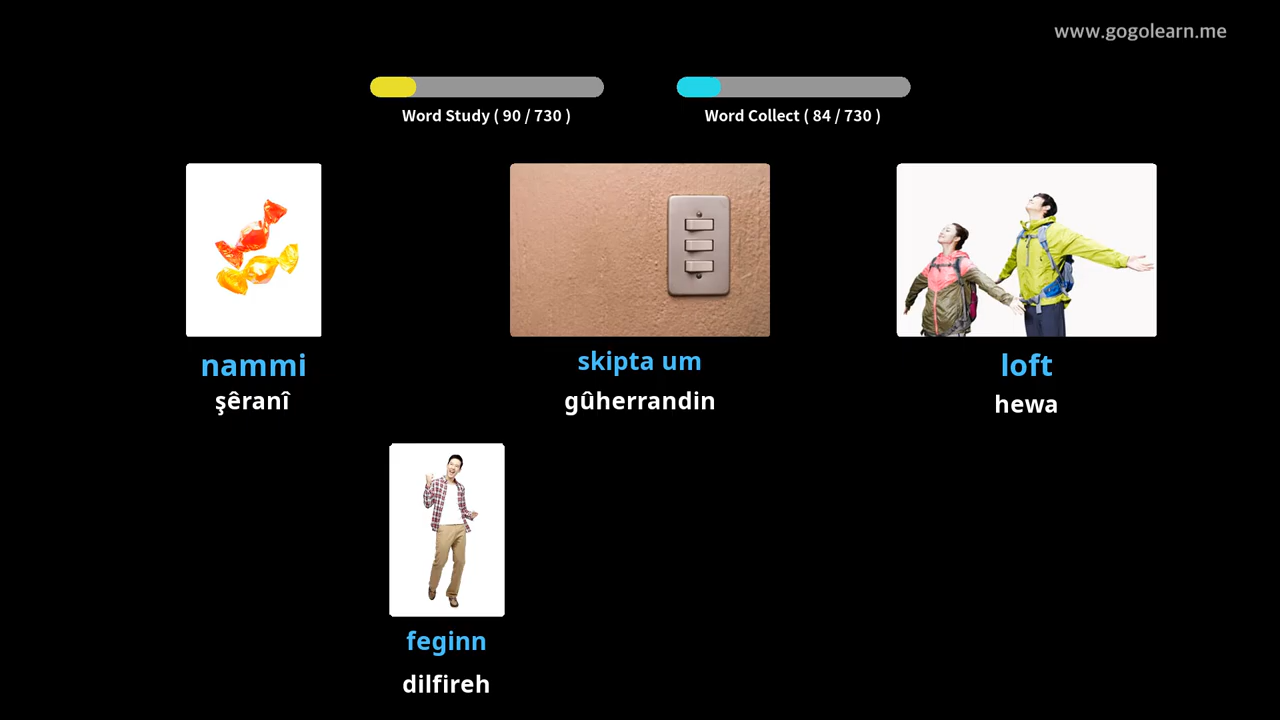 www.gogolearn.me
Word Study ( 90 / 730 )
Word Collect ( 84 / 730 )
nammi
şêranî
skipta um
gûherrandin
loft
hewa
feginn
dilfireh